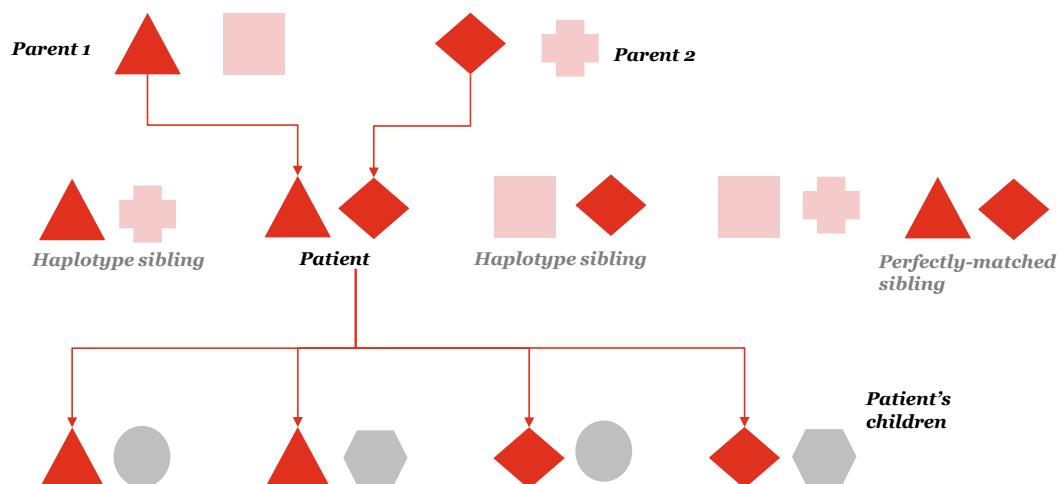 Parent 1
Parent 2
Haplotype sibling
Patient
Haplotype sibling
Perfectly-matched
sibling
Patient’s
children